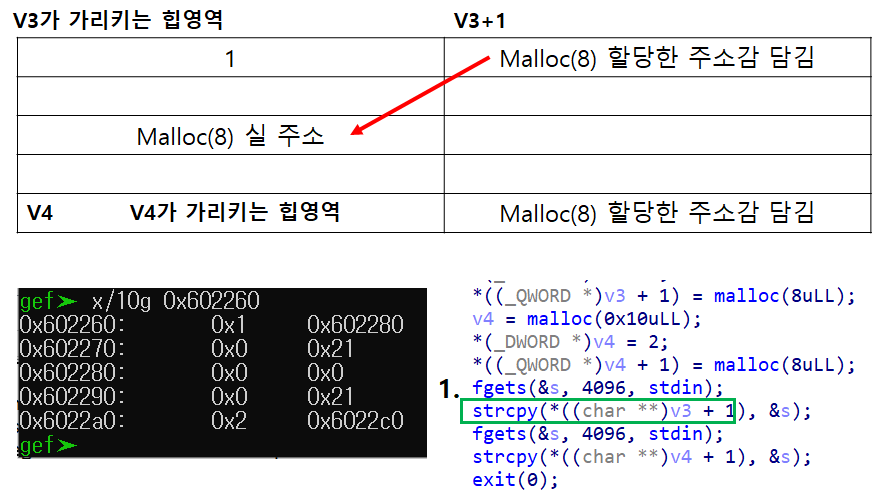 V3가 가리키는 힙영역 V3+1
1 Malloc(8) 할당한 주소감 담김
Malloc(8) 실 주소
V4 V4가 가리키는 힙영역 Malloc(8) 할당한 주소감 담김
gef➤ x/10g 0x602260
0x602260: 0x1 0x602280
0x602270: 0x0 0x21
0x602280: 0x0 0x0
0x602290: 0x0 0x21
0x6022a0: 0x2 0x6022c0
gef➤
*((_QWORD *)v3 + 1) = malloc(8uLL);
v4 = malloc(0x10uLL);
*(_DWORD *)v4 = 2;
*((_QWORD *)v4 + 1) = malloc(8uLL);
1. fgets(&s, 4096, stdin);
strcpy(*((char **)v3 + 1), &s);
fgets(&s, 4096, stdin);
strcpy(*((char **)v4 + 1), &s);
exit(0);